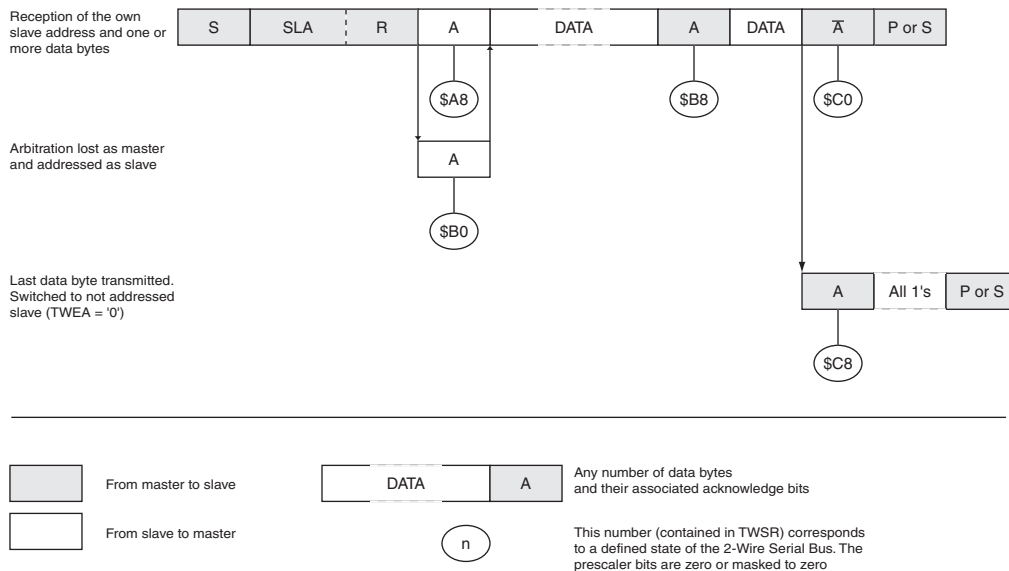 Reception of the own
slave address and one or
more data bytes
S SLA R A DATA A DATA A̅ P or S
$A8 $B8 $C0
Arbitration lost as master
and addressed as slave
A
$B0
Last data byte transmitted.
Switched to not addressed
slave (TWEA = '0')
A All 1's P or S
$C8
From master to slave
DATA A
Any number of data bytes
and their associated acknowledge bits
From slave to master
n
This number (contained in TWSR) corresponds
to a defined state of the 2-Wire Serial Bus. The
prescaler bits are zero or masked to zero